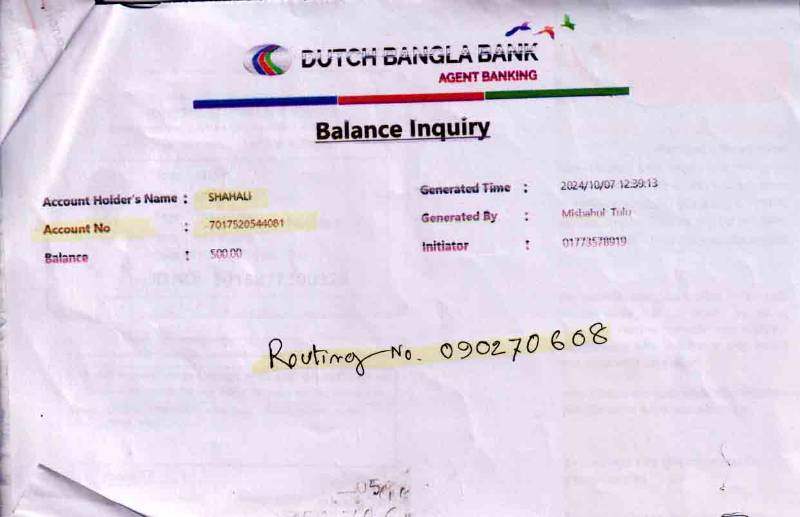 DUTCH BANGLA BANK
AGENT BANKING
Balance Inquiry
Account Holder's Name : SHAHALI
Account No : 7017520544081
Balance : 500.00
Generated Time : 2024/10/07 12:39:13
Generated By : Misbahul Tulu
Initiator : 01773578919
Routing No. 090270608